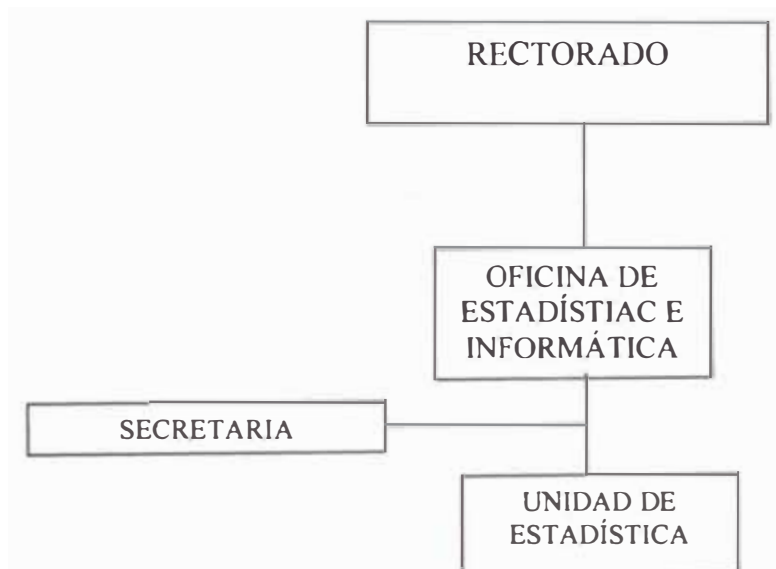 RECTORADO
OFICINA DE
ESTADÍSTIAC E
INFORMÁTICA
SECRETARIA
UNIDAD DE
ESTADÍSTICA